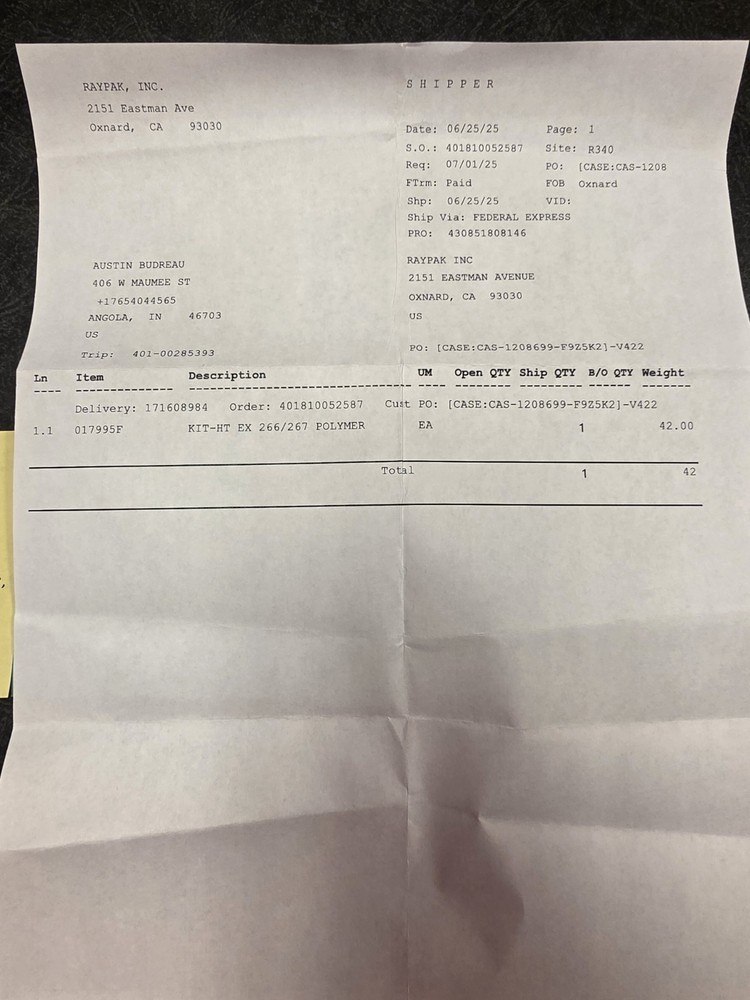 RAYPAK, INC.
2151 Eastman Ave
Oxnard, CA 93030
S H I P P E R
Date: 06/25/25 Page: 1
S.O.: 401810052587 Site: R340
Req: 07/01/25 PO: [CASE:CAS-1208
FTrm: Paid FOB Oxnard
Shp: 06/25/25 VID:
Ship Via: FEDERAL EXPRESS
PRO: 430851808146
AUSTIN BUDREAU
406 W MAUMEE ST
+17654044565
ANGOLA, IN 46703
US
Trip: 401-00285393
RAYPAK INC
2151 EASTMAN AVENUE
OXNARD, CA 93030
US
PO: [CASE:CAS-1208699-F9Z5K2]-V422
Ln Item Description UM Open QTY Ship QTY B/O QTY Weight
Delivery: 171608984 Order: 401810052587 Cust PO: [CASE:CAS-1208699-F9Z5K2]-V422
1.1 017995F KIT-HT EX 266/267 POLYMER EA 1 42.00
Total 1 42